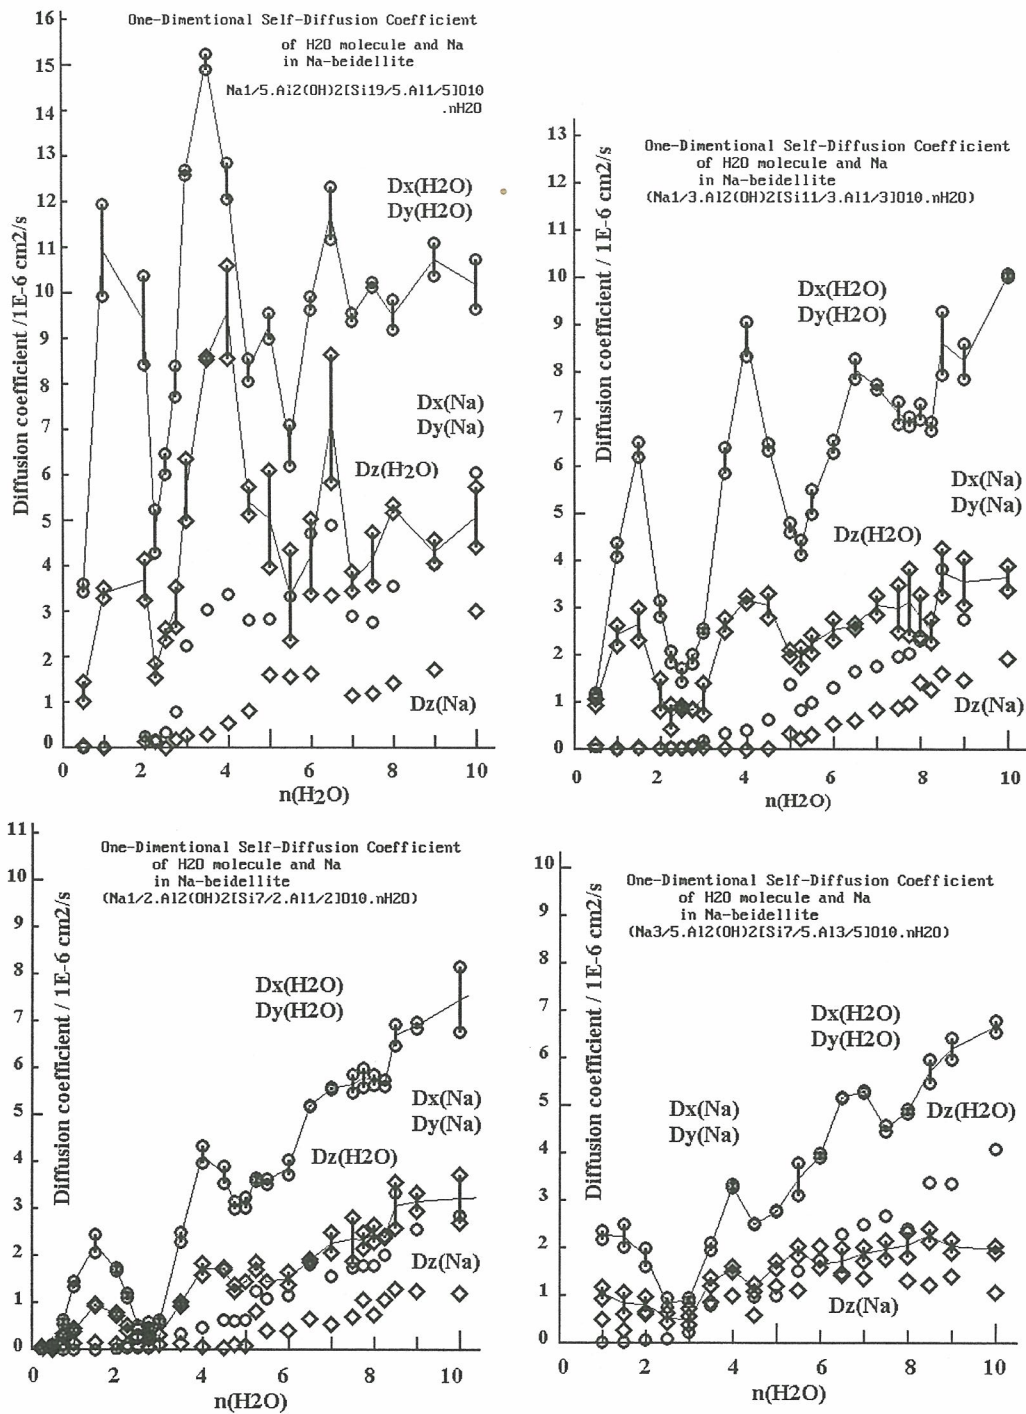 One-Dimentional Self-Diffusion Coefficient
of H2O molecule and Na
in Na-beidellite
Na1/5.Al2(OH)2[Si19/5.Al1/5]O10
.nH2O
Dx(H2O)
Dy(H2O)
Dx(Na)
Dy(Na)
Dz(H2O)
Dz(Na)
Diffusion coefficient /1E-6 cm2/s
16
15
14
13
12
11
10
9
8
7
6
5
4
3
2
1
0
0 2 4 6 8 10
n(H2O)
One-Dimentional Self-Diffusion Coefficient
of H2O molecule and Na
in Na-beidellite
(Na1/3.Al2(OH)2[Si11/3.Al1/3]O10.nH2O)
Dx(H2O)
Dy(H2O)
Dx(Na)
Dy(Na)
Dz(H2O)
Dz(Na)
Diffusion coefficient / 1E-6 cm2/s
13
12
11
10
9
8
7
6
5
4
3
2
1
0
0 2 4 6 8 10
n(H2O)
One-Dimentional Self-Diffusion Coefficient
of H2O molecule and Na
in Na-beidellite
(Na1/2.Al2(OH)2[Si7/2.Al1/2]O10.nH2O)
Dx(H2O)
Dy(H2O)
Dx(Na)
Dy(Na)
Dz(H2O)
Dz(Na)
Diffusion coefficient / 1E-6 cm2/s
11
10
9
8
7
6
5
4
3
2
1
0
0 2 4 6 8 10
n(H2O)
One-Dimentional Self-Diffusion Coefficient
of H2O molecule and Na
in Na-beidellite
(Na3/5.Al2(OH)2[Si7/5.Al3/5]O10.nH2O)
Dx(H2O)
Dy(H2O)
Dx(Na)
Dy(Na)
Dz(H2O)
Dz(Na)
Diffusion coefficient / 1E-6 cm2/s
10
9
8
7
6
5
4
3
2
1
0
0 2 4 6 8 10
n(H2O)